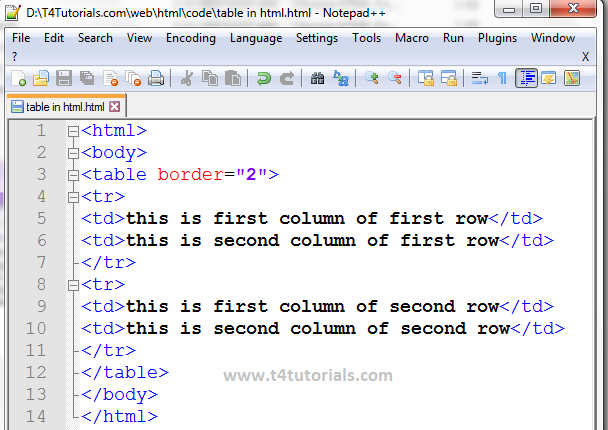 D:\T4Tutorials.com\web\html\code\table in html.html - Notepad++
File Edit Search View Encoding Language Settings Tools Macro Run Plugins Window
? X
table in html.html
1 <html>
2 <body>
3 <table border="2">
4 <tr>
5 <td>this is first column of first row</td>
6 <td>this is second column of first row</td>
7 </tr>
8 <tr>
9 <td>this is first column of second row</td>
10 <td>this is second column of second row</td>
11 </tr>
12 </table>
www.t4tutorials.com
13 </body>
14 </html>